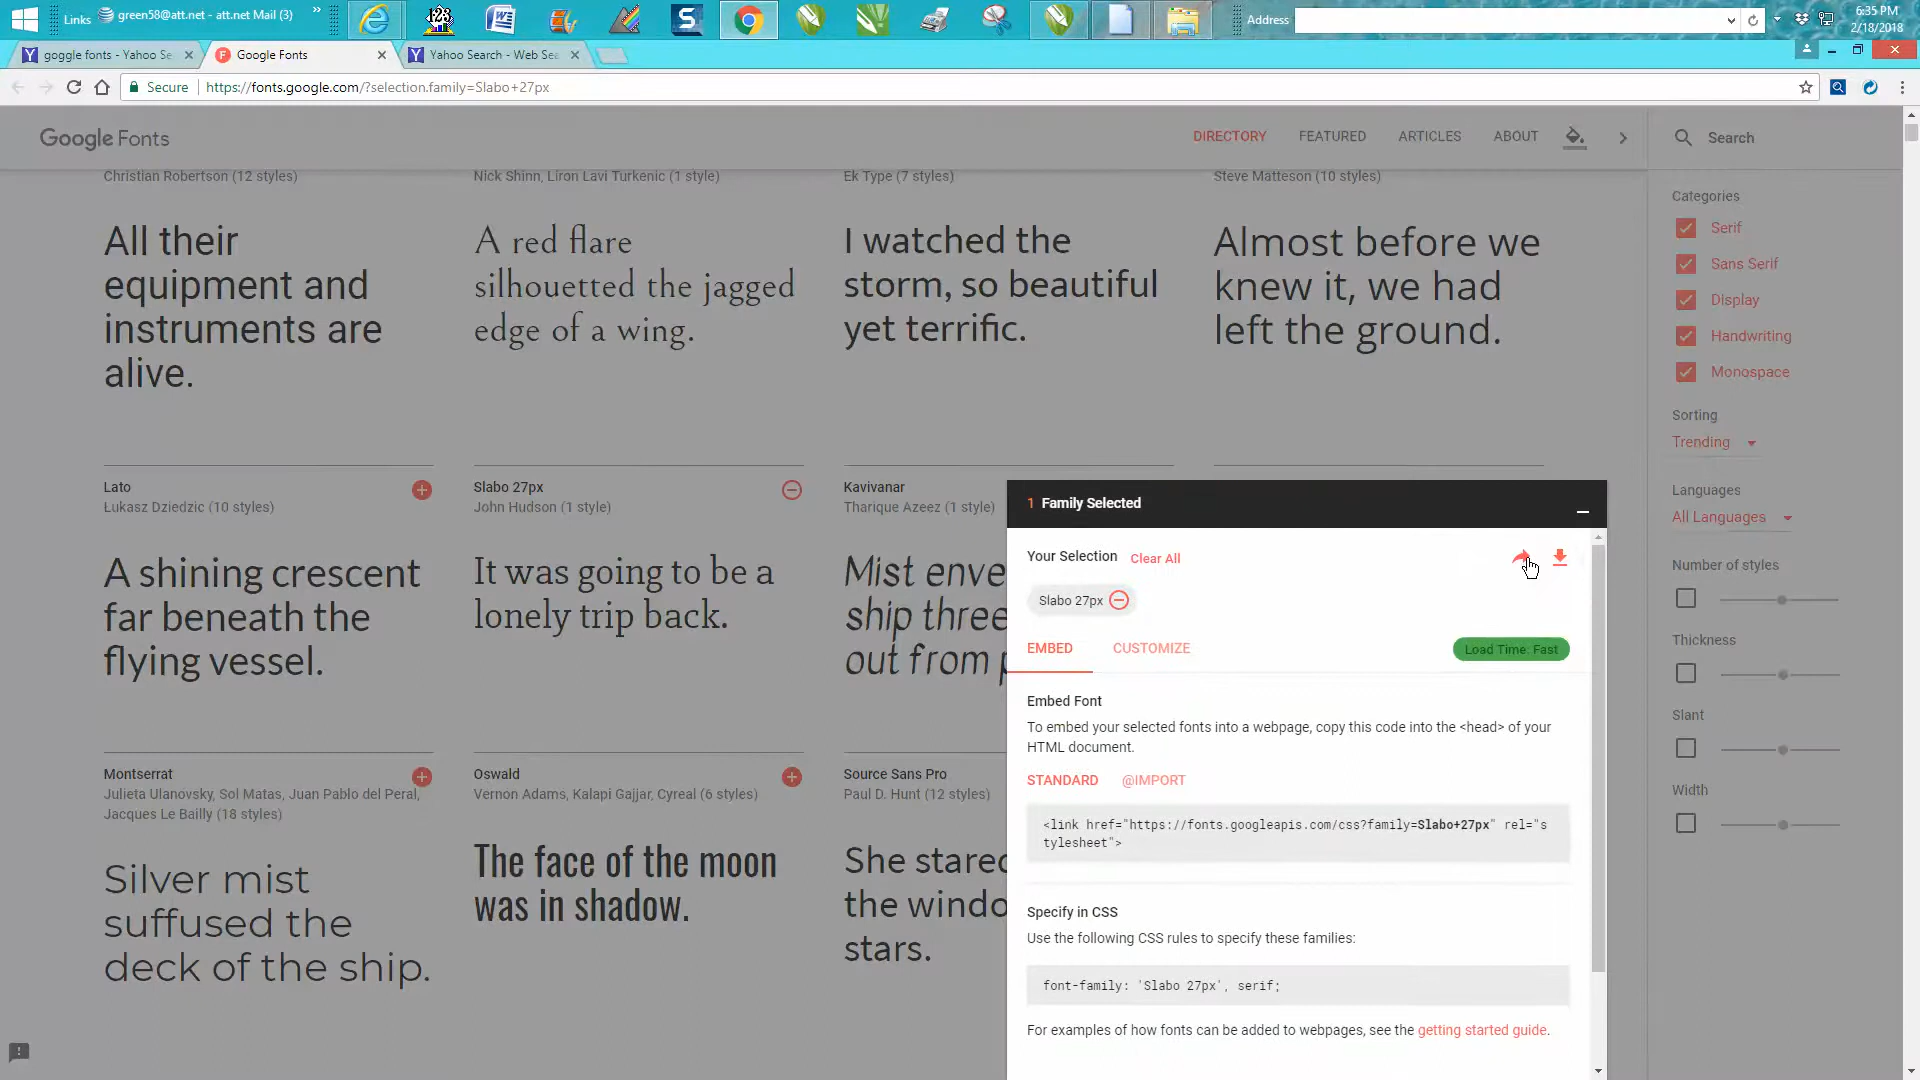 Links
green58@att.net - att.net Mail (3)
»
Address
6:35 PM
2/18/2018
goggle fonts - Yahoo Se
Google Fonts
Yahoo Search - Web Sea
Secure
https://fonts.google.com/?selection.family=Slabo+27px
Google Fonts
DIRECTORY
FEATURED
ARTICLES
ABOUT
Search
Christian Robertson (12 styles)
Nick Shinn, Liron Lavi Turkenic (1 style)
Ek Type (7 styles)
Steve Matteson (10 styles)
All their
equipment and
instruments are
alive.
A red flare
silhouetted the jagged
edge of a wing.
I watched the
storm, so beautiful
yet terrific.
Almost before we
knew it, we had
left the ground.
Categories
Serif
Sans Serif
Display
Handwriting
Monospace
Sorting
Trending
Languages
All Languages
Number of styles
Thickness
Slant
Width
Lato
Łukasz Dziedzic (10 styles)
A shining crescent
far beneath the
flying vessel.
Slabo 27px
John Hudson (1 style)
It was going to be a
lonely trip back.
Kavivanar
Tharique Azeez (1 style)
Mist enve
ship three
out from p
Montserrat
Julieta Ulanovsky, Sol Matas, Juan Pablo del Peral,
Jacques Le Bailly (18 styles)
Silver mist
suffused the
deck of the ship.
Oswald
Vernon Adams, Kalapi Gajjar, Cyreal (6 styles)
The face of the moon
was in shadow.
Source Sans Pro
Paul D. Hunt (12 styles)
She stared
the windo
stars.
1 Family Selected
Your Selection
Clear All
Slabo 27px
EMBED
CUSTOMIZE
Load Time: Fast
Embed Font
To embed your selected fonts into a webpage, copy this code into the <head> of your
HTML document.
STANDARD
@IMPORT
<link href="https://fonts.googleapis.com/css?family=Slabo+27px" rel="s
tylesheet">
Specify in CSS
Use the following CSS rules to specify these families:
font-family: 'Slabo 27px', serif;
For examples of how fonts can be added to webpages, see the getting started guide.